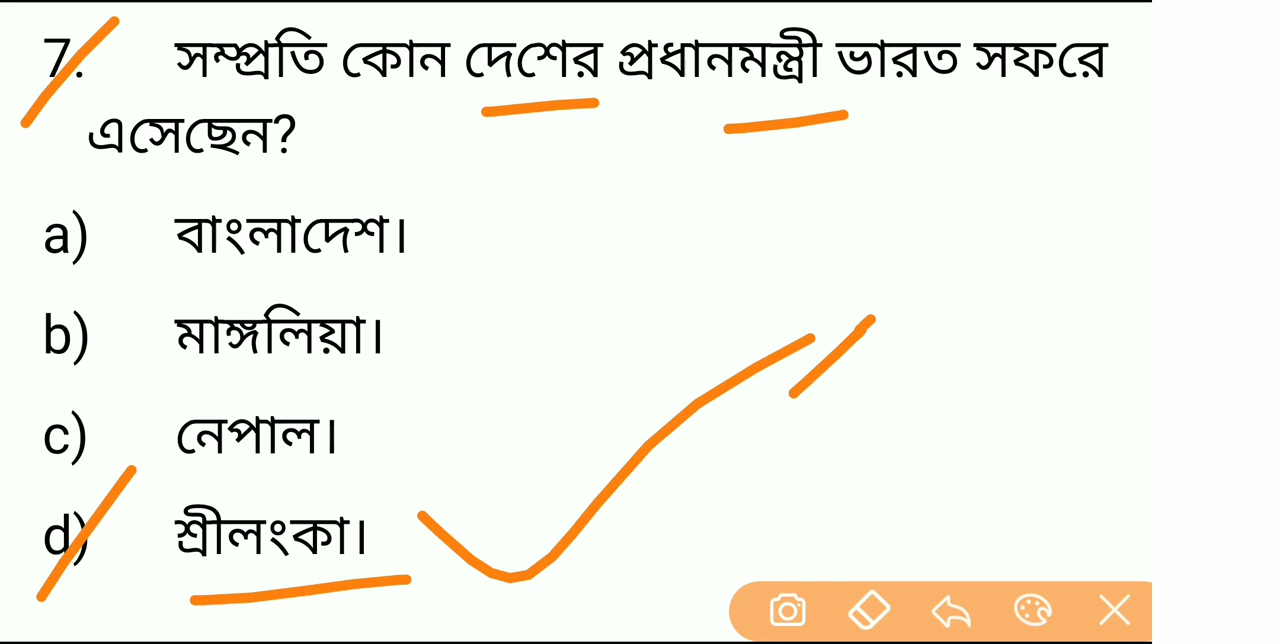 7. সম্প্রতি কোন দেশের প্রধানমন্ত্রী ভারত সফরে
এসেছেন?
a) বাংলাদেশ।
b) মাঙ্গলিয়া।
c) নেপাল।
d) শ্রীলংকা।